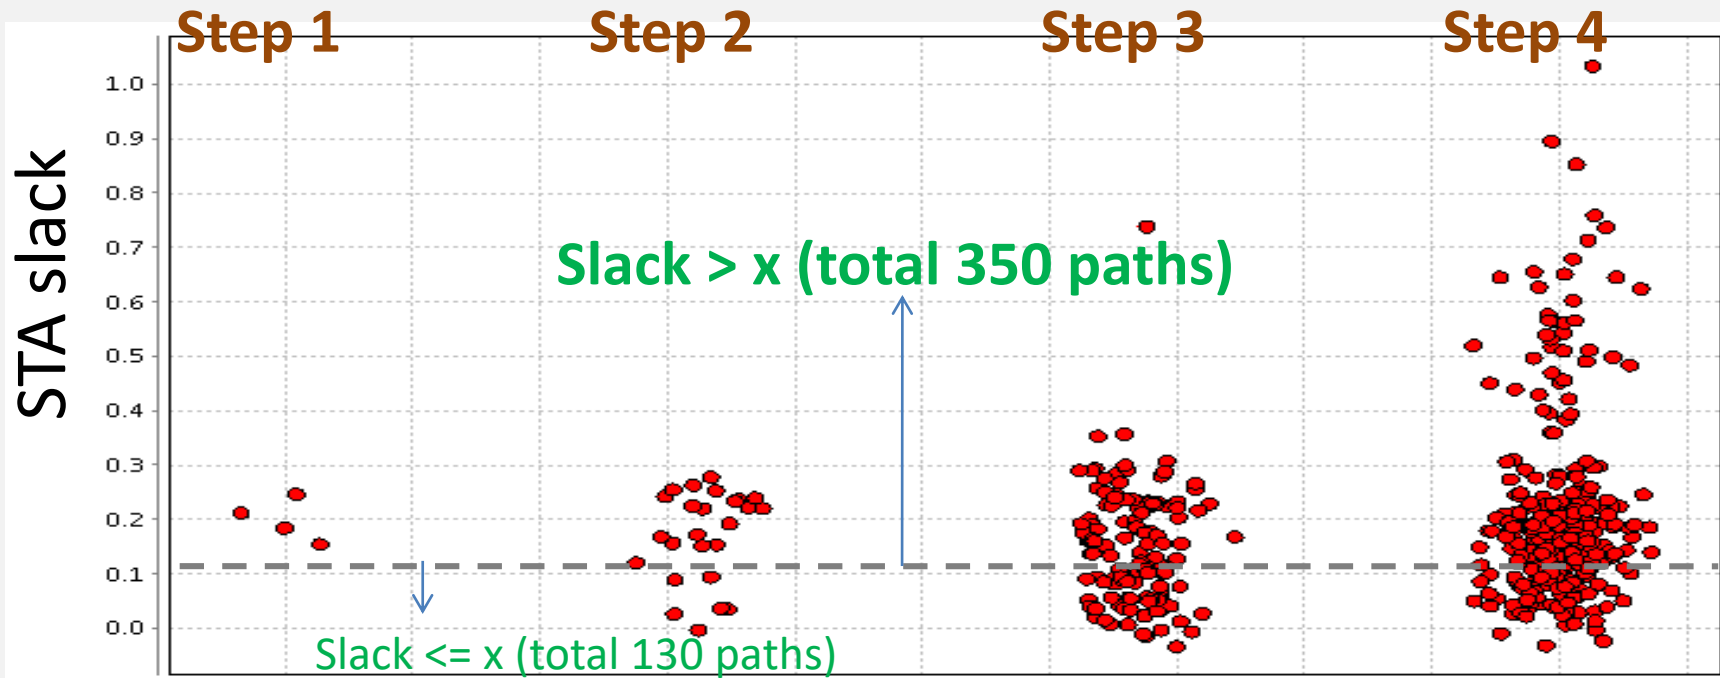 Step 1 Step 2 Step 3 Step 4
STA slack
1.0
0.9
0.8
0.7
0.6
0.5
0.4
0.3
0.2
0.1
0.0
Slack > x (total 350 paths)
Slack <= x (total 130 paths)